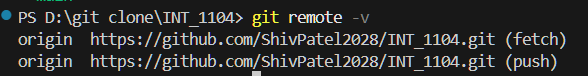 PS D:\git clone\INT_1104> git remote -v
origin  https://github.com/ShivPatel2028/INT_1104.git (fetch)
origin  https://github.com/ShivPatel2028/INT_1104.git (push)